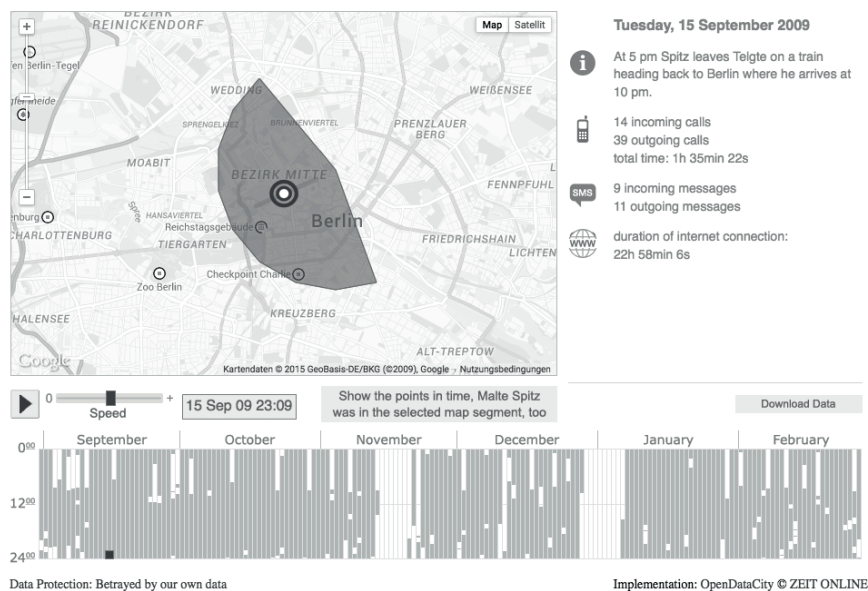 BEZIRK
REINICKENDORF
+
Map
Satellit
en Berlin-Tegel
WEDDING
WEISSENSEE
SPRENGELKIEZ
BRUNNENVIERTEL
PRENZLAUER
BERG
MOABIT
BEZIRK MITTE
FENNPFUHL
Spree
HANSAVIERTEL
Berlin
enburg
Reichstagsgebäude
CHARLOTTENBURG
TIERGARTEN
FRIEDRICHSHAIN
LICHTEN
Checkpoint Charlie
Zoo Berlin
HALENSEE
KREUZBERG
ALT-TREPTOW
Google
Kartendaten © 2015 GeoBasis-DE/BKG (©2009), Google - Nutzungsbedingungen
Tuesday, 15 September 2009
At 5 pm Spitz leaves Telgte on a train
heading back to Berlin where he arrives at
10 pm.
14 incoming calls
39 outgoing calls
total time: 1h 35min 22s
SMS
9 incoming messages
11 outgoing messages
WWW
duration of internet connection:
22h 58min 6s
0 +
Speed
15 Sep 09 23:09
Show the points in time, Malte Spitz
was in the selected map segment, too
Download Data
September October November December January February
0⁰⁰
12⁰⁰
24⁰⁰
Data Protection: Betrayed by our own data
Implementation: OpenDataCity © ZEIT ONLINE